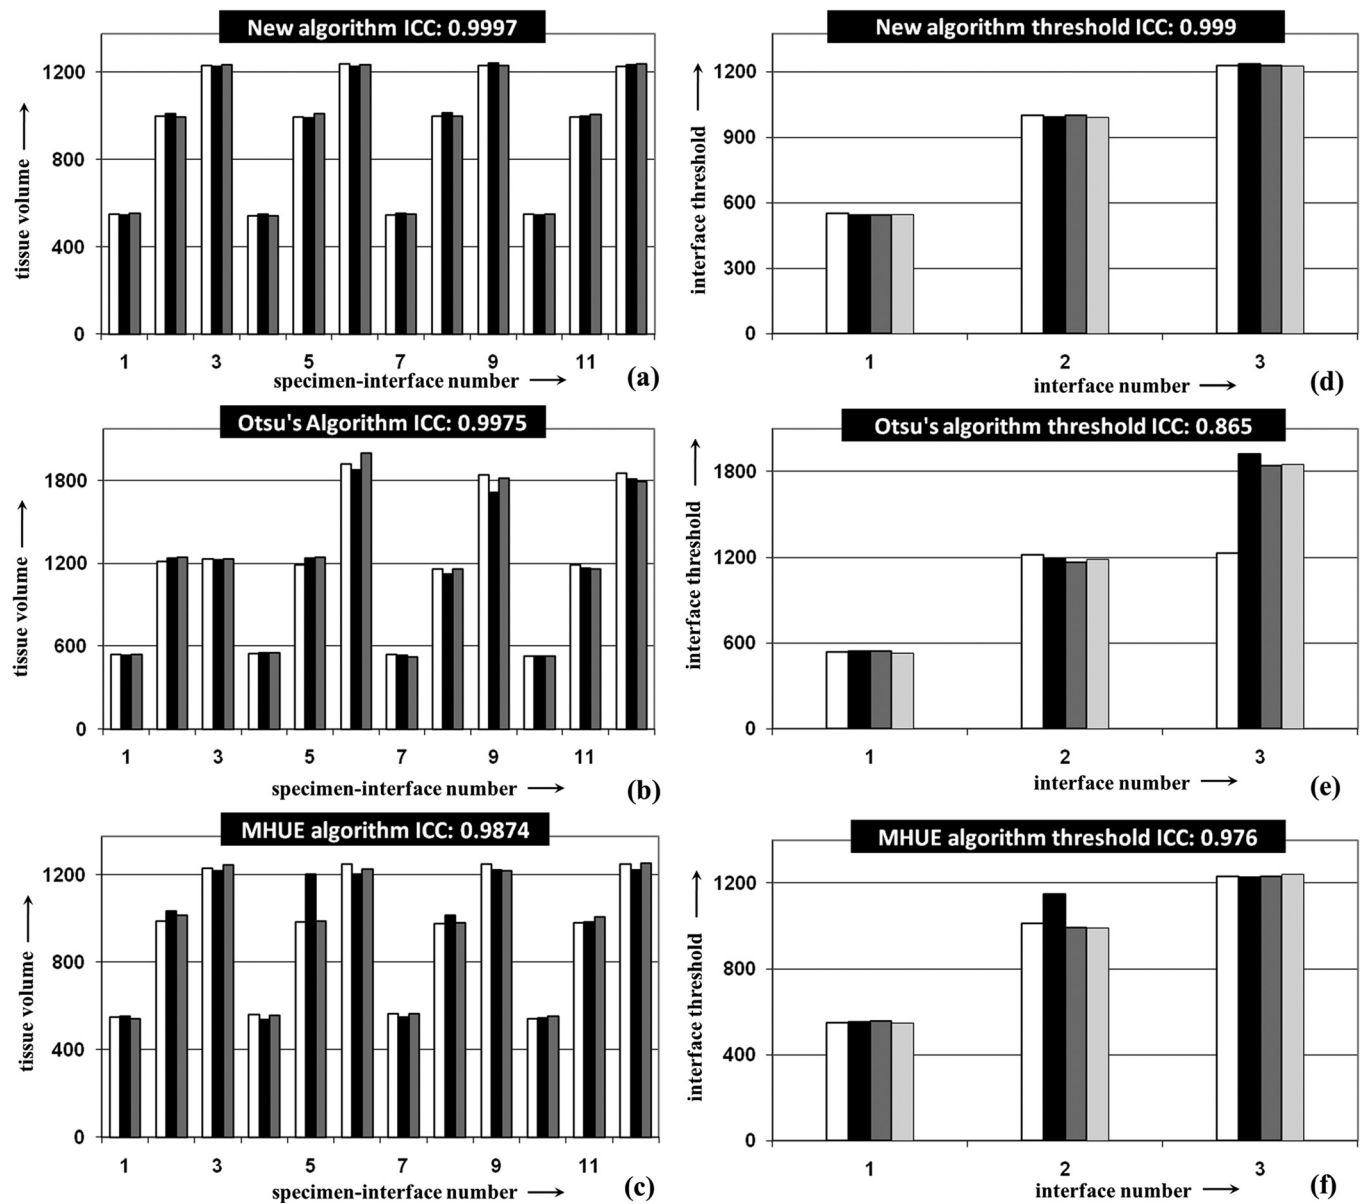 New algorithm ICC: 0.9997
tissue volume
1200
800
400
0
1 3 5 7 9 11
specimen-interface number
(a)
New algorithm threshold ICC: 0.999
interface threshold
1200
900
600
300
0
1 2 3
interface number
(d)
Otsu's Algorithm ICC: 0.9975
tissue volume
1800
1200
600
0
1 3 5 7 9 11
specimen-interface number
(b)
Otsu's algorithm threshold ICC: 0.865
interface threshold
1800
1200
600
0
1 2 3
interface number
(e)
MHUE algorithm ICC: 0.9874
tissue volume
1200
800
400
0
1 3 5 7 9 11
specimen-interface number
(c)
MHUE algorithm threshold ICC: 0.976
interface threshold
1200
800
400
0
1 2 3
interface number
(f)